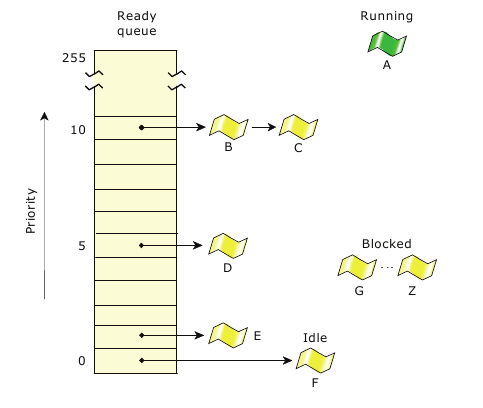 Ready
queue
Running
255
A
10
B
C
Priority
5
D
Blocked
G ... Z
E
Idle
0
F